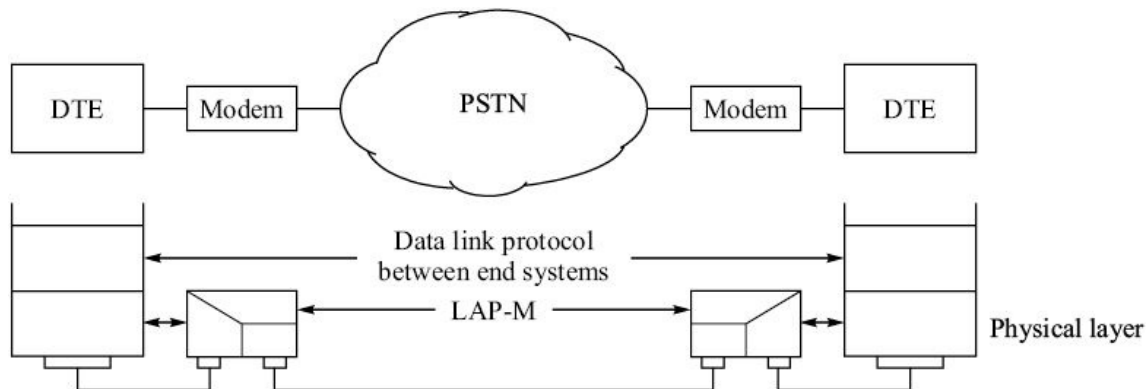 DTE
Modem
PSTN
Modem
DTE
Data link protocol
between end systems
LAP-M
Physical layer